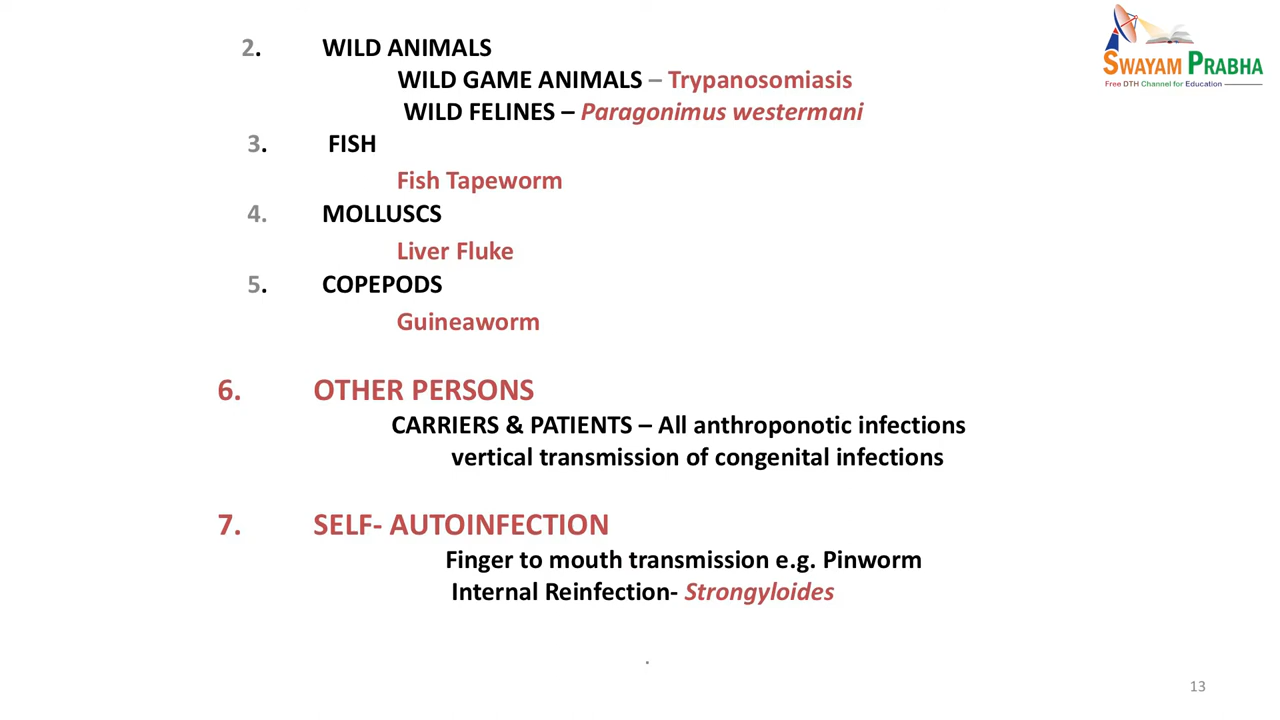 2. WILD ANIMALS
WILD GAME ANIMALS – Trypanosomiasis
WILD FELINES – Paragonimus westermani
3. FISH
Fish Tapeworm
4. MOLLUSCS
Liver Fluke
5. COPEPODS
Guineaworm
6. OTHER PERSONS
CARRIERS & PATIENTS – All anthroponotic infections
vertical transmission of congenital infections
7. SELF- AUTOINFECTION
Finger to mouth transmission e.g. Pinworm
Internal Reinfection- Strongyloides
.
13
SWAYAM PRABHA
Free DTH Channel for Education